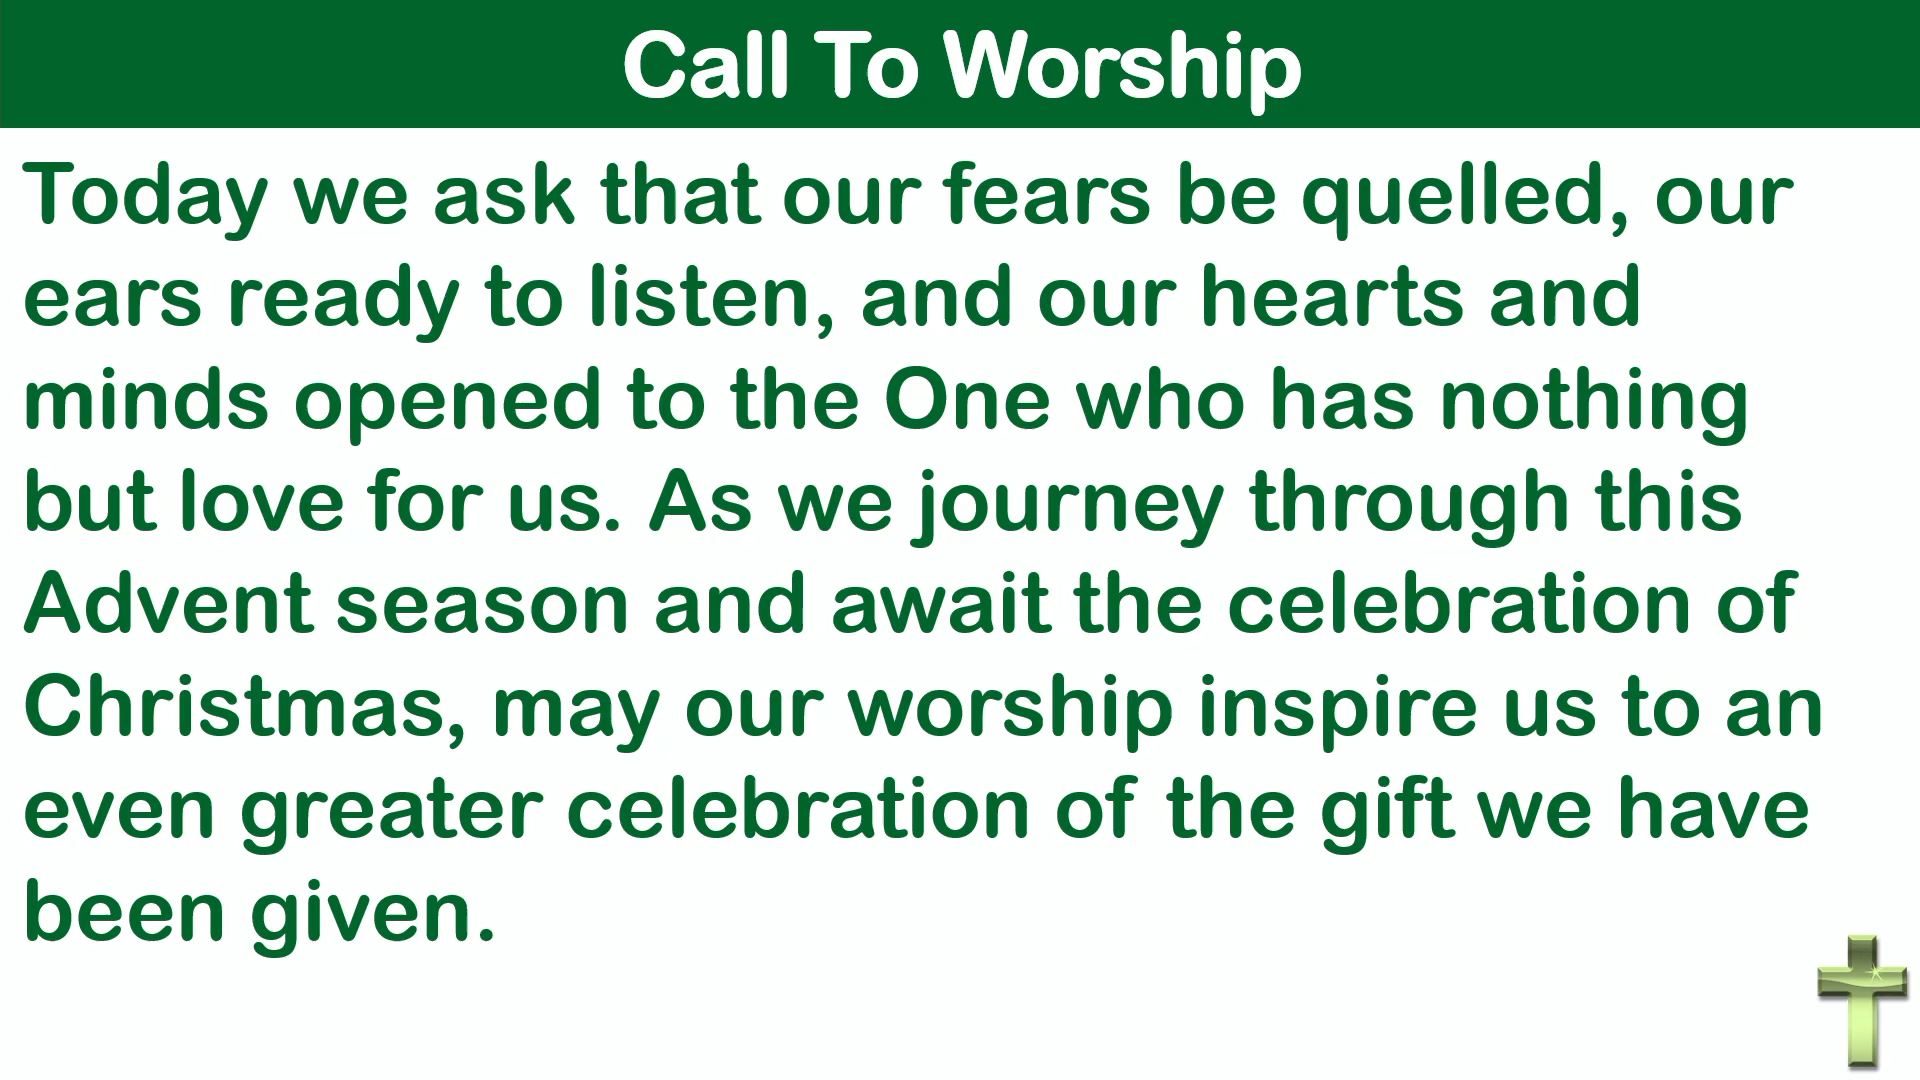 Call To Worship
Today we ask that our fears be quelled, our
ears ready to listen, and our hearts and
minds opened to the One who has nothing
but love for us. As we journey through this
Advent season and await the celebration of
Christmas, may our worship inspire us to an
even greater celebration of the gift we have
been given.